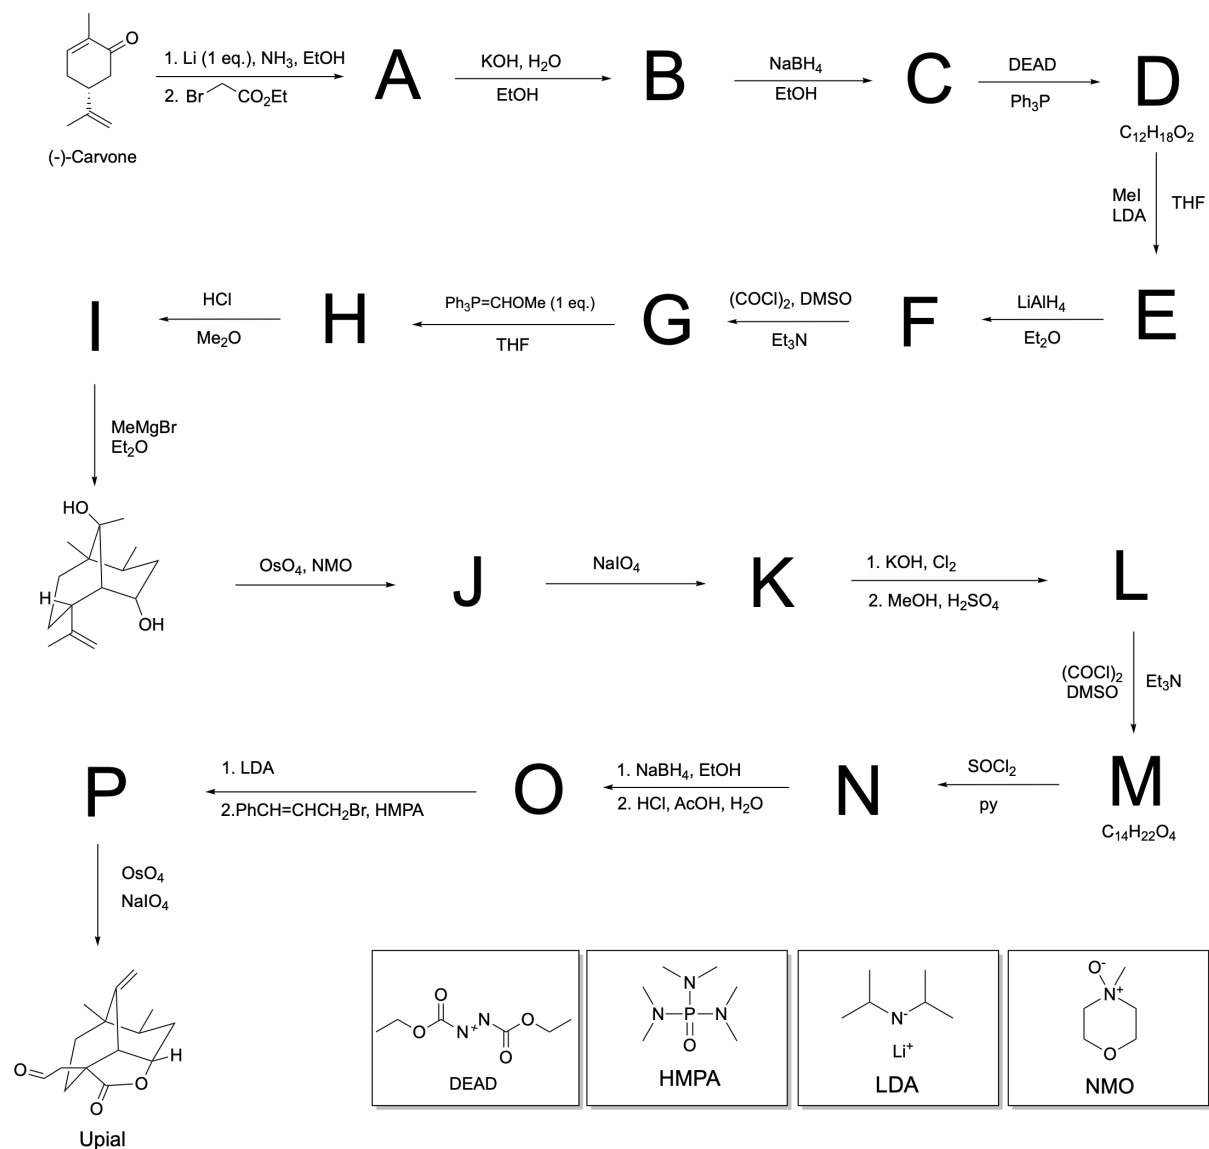 O
(-)-Carvone
1. Li (1 eq.), NH₃, EtOH
2. Br CO₂Et
A
KOH, H₂O
EtOH
B
NaBH₄
EtOH
C
DEAD
Ph₃P
D
C₁₂H₁₈O₂
MeI
LDA
THF
I
HCl
Me₂O
H
Ph₃P=CHOMe (1 eq.)
THF
G
(COCl)₂, DMSO
Et₃N
F
LiAlH₄
Et₂O
E
MeMgBr
Et₂O
HO
H
OH
OsO₄, NMO
J
NaIO₄
K
1. KOH, Cl₂
2. MeOH, H₂SO₄
L
(COCl)₂
DMSO
Et₃N
P
1. LDA
2.PhCH=CHCH₂Br, HMPA
O
1. NaBH₄, EtOH
2. HCl, AcOH, H₂O
N
SOCl₂
py
M
C₁₄H₂₂O₄
OsO₄
NaIO₄
O
H
O
O
Upial
O
O
N⁺
N
O
O
DEAD
N
N
P
N
O
HMPA
N⁻
Li⁺
LDA
O⁻
N⁺
O
NMO